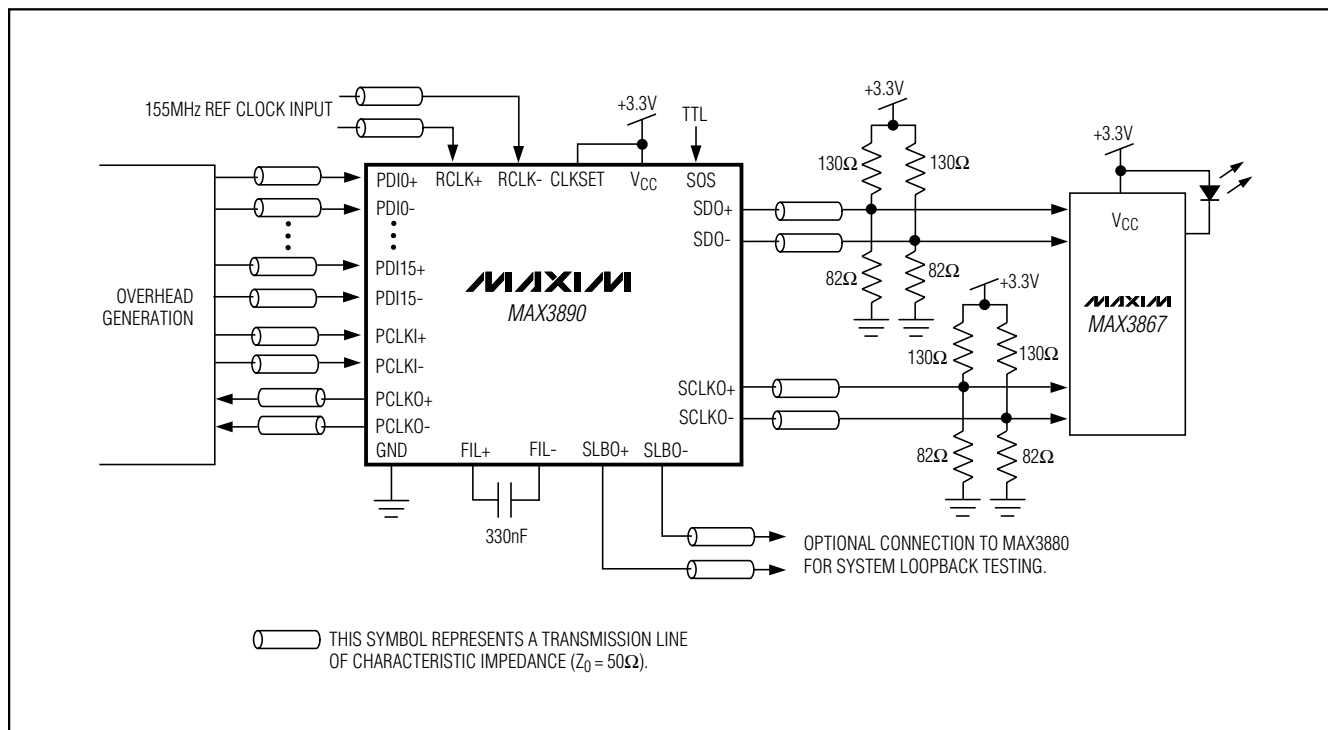 155MHz REF CLOCK INPUT
+3.3V
TTL
+3.3V
130Ω
130Ω
+3.3V
PDI0+
RCLK+
RCLK-
CLKSET
VCC
SOS
PDI0-
SDO+
SDO-
VCC
PDI15+
PDI15-
82Ω
82Ω
+3.3V
OVERHEAD
GENERATION
MAXIM
MAX3890
MAXIM
MAX3867
PCLKI+
PCLKI-
130Ω
130Ω
PCLKO+
PCLKO-
SCLKO+
SCLKO-
GND
FIL+
FIL-
SLBO+
SLBO-
82Ω
82Ω
330nF
OPTIONAL CONNECTION TO MAX3880
FOR SYSTEM LOOPBACK TESTING.
THIS SYMBOL REPRESENTS A TRANSMISSION LINE
OF CHARACTERISTIC IMPEDANCE (Z0 = 50Ω).